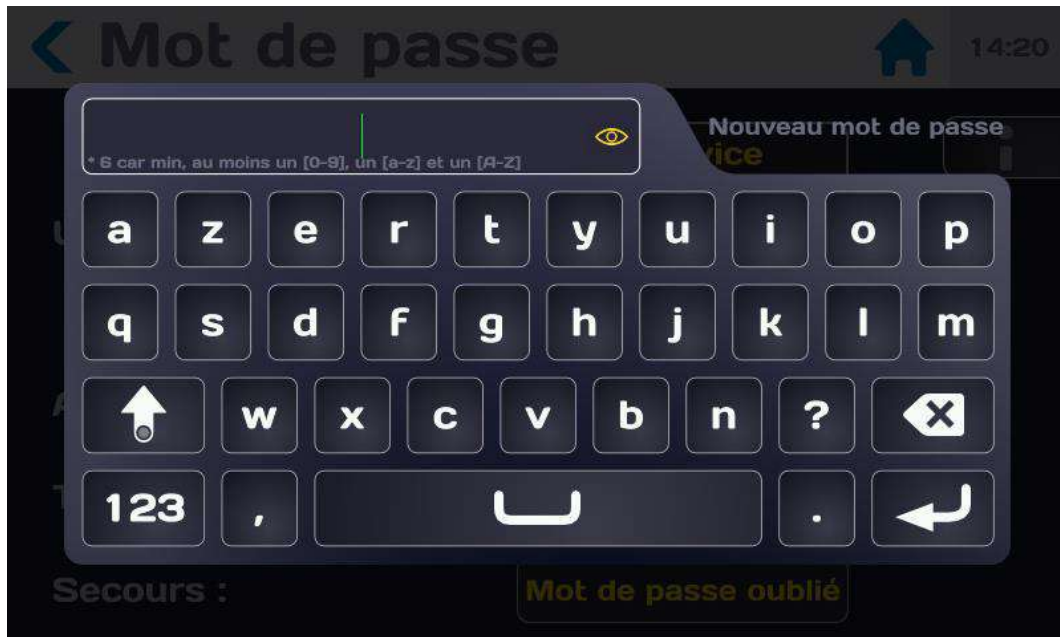 Mot de passe
14:20
Nouveau mot de passe
* 6 car min, au moins un [0-9], un [a-z] et un [A-Z]
a z e r t y u i o p
q s d f g h j k l m
w x c v b n ?
123 , .
Secours :
Mot de passe oublié